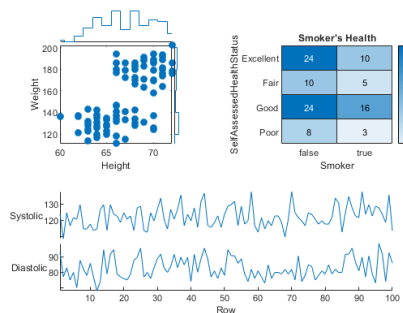 200
180
160
140
120
Weight
60
65
70
Height
Smoker's Health
SelfAssessedHealthStatus
Excellent
24
10
Fair
10
5
Good
24
16
Poor
8
3
false
true
Smoker
Systolic
130
120
Diastolic
90
80
10
20
30
40
50
60
70
80
90
100
Row